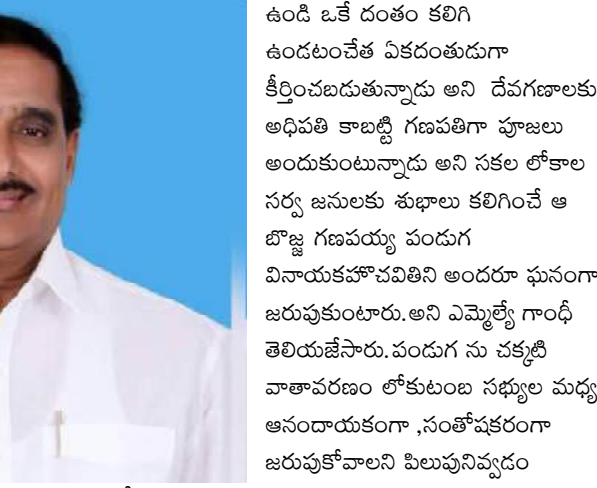 ఉండి ఒకే దంతం కలిగి
ఉండటంచేత ఏకదంతుడుగా
కీర్తించబడుతున్నాడు అని దేవగణాలకు
అధిపతి కాబట్టి గణపతిగా పూజలు
అందుకుంటున్నాడు అని సకల లోకాల
సర్వ జనులకు శుభాలు కలిగించే ఆ
బొజ్జ గణపయ్య పండుగ
వినాయకహొచవితిని అందరూ ఘనంగా
జరుపుకుంటారు.అని ఎమ్మెల్యే గాంధీ
తెలియజేసారు.పండుగ ను చక్కటి
వాతావరణం లోకుటంబ సభ్యుల మధ్య
ఆనందాయకంగా ,సంతోషకరంగా
జరుపుకోవాలని పిలుపునివ్వడం